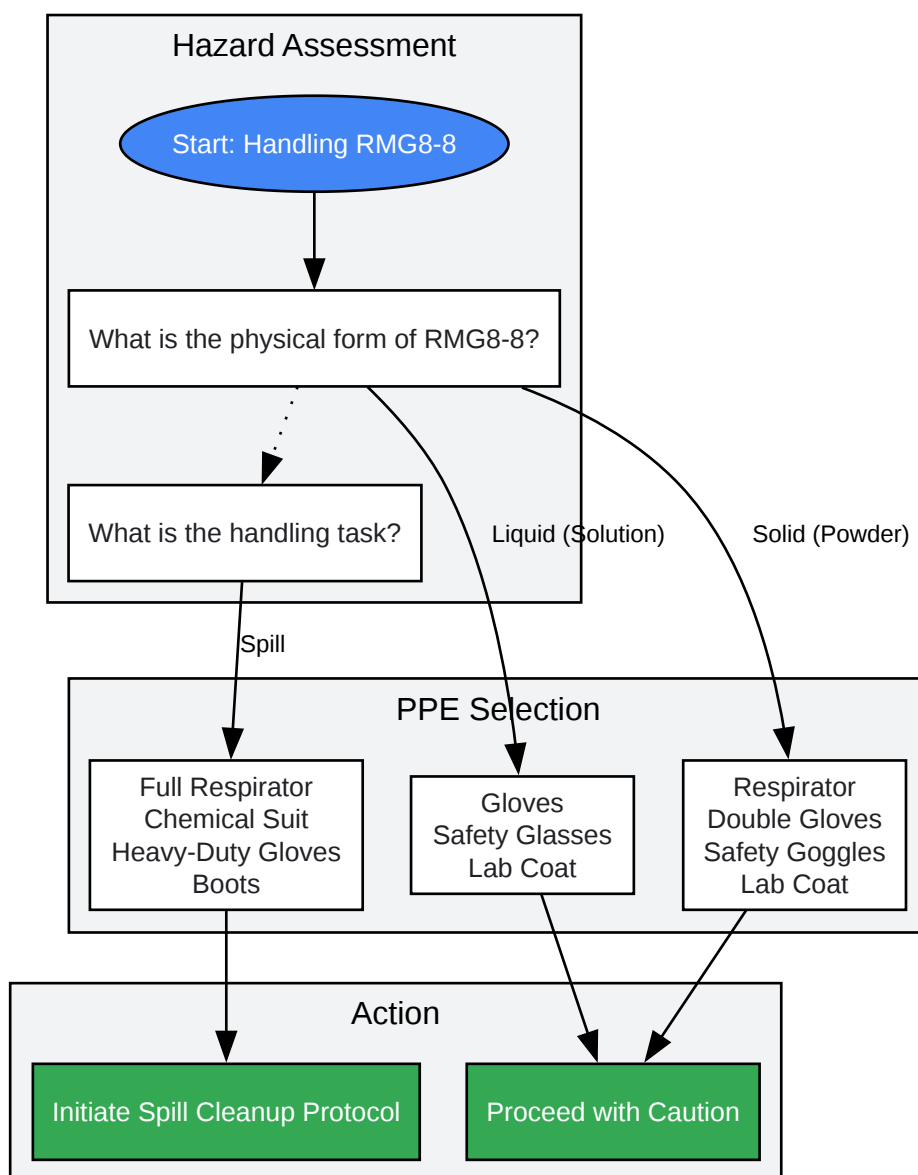 Hazard Assessment
Start: Handling RMG8-8
What is the physical form of RMG8-8?
What is the handling task?
Liquid (Solution)
Solid (Powder)
Spill
PPE Selection
Full Respirator
Chemical Suit
Heavy-Duty Gloves
Boots
Gloves
Safety Glasses
Lab Coat
Respirator
Double Gloves
Safety Goggles
Lab Coat
Action
Initiate Spill Cleanup Protocol
Proceed with Caution